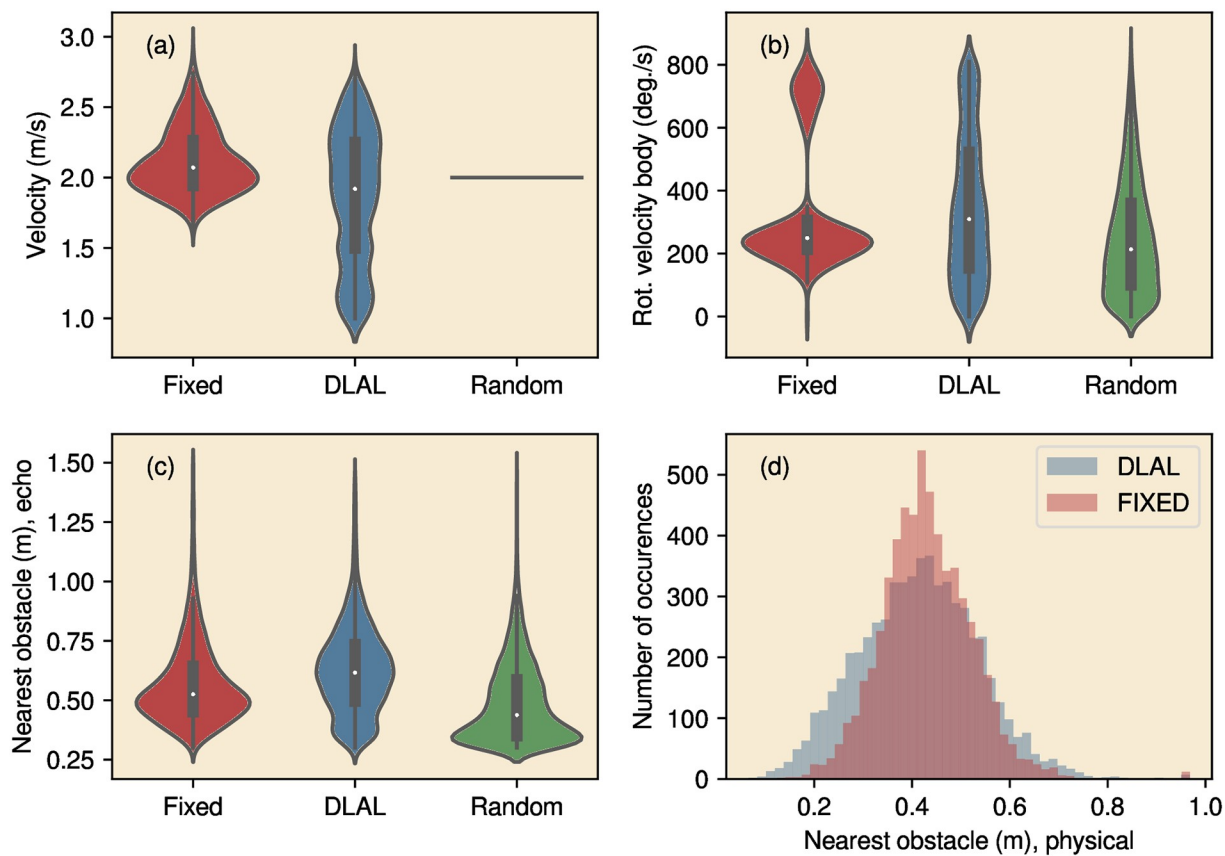 (a)
Velocity (m/s)
3.0
2.5
2.0
1.5
1.0
Fixed DLAL Random
(b)
Rot. velocity body (deg./s)
800
600
400
200
0
Fixed DLAL Random
(c)
Nearest obstacle (m), echo
1.50
1.25
1.00
0.75
0.50
0.25
Fixed DLAL Random
(d)
DLAL
FIXED
Number of occurences
500
400
300
200
100
0
0.2 0.4 0.6 0.8 1.0
Nearest obstacle (m), physical